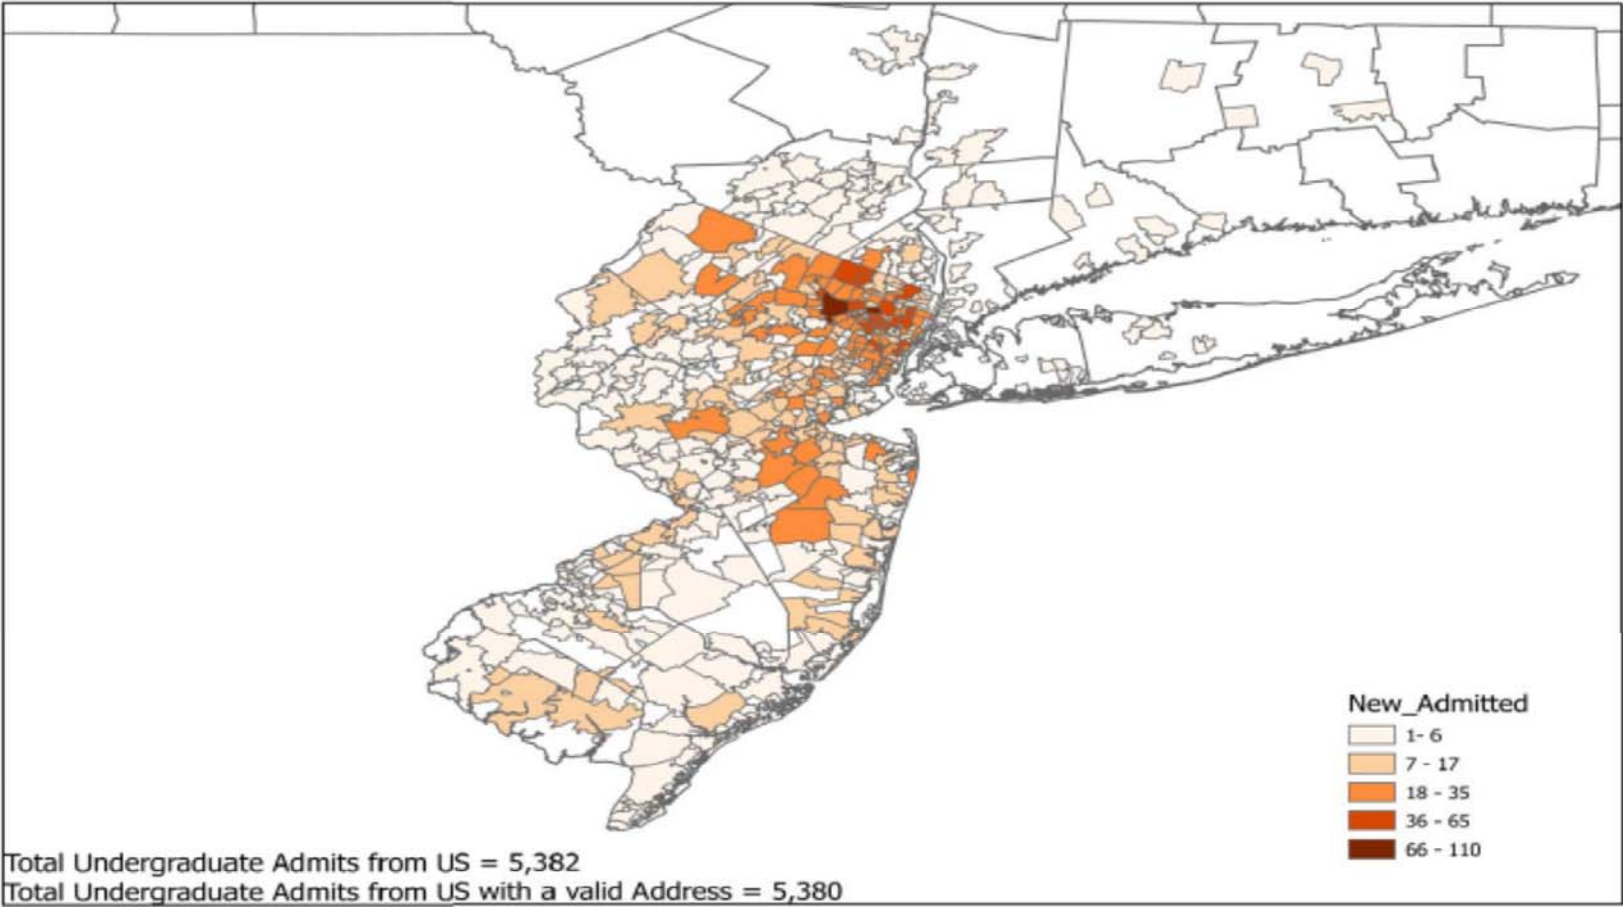 New_Admitted
1- 6
7 - 17
18 - 35
36 - 65
66 - 110
Total Undergraduate Admits from US = 5,382
Total Undergraduate Admits from US with a valid Address = 5,380